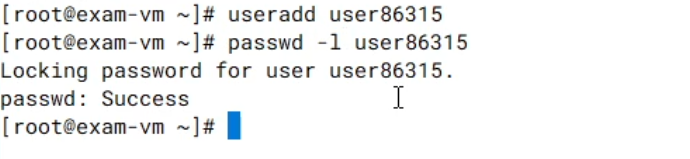 [root@exam-vm ~]# useradd user86315
[root@exam-vm ~]# passwd -l user86315
Locking password for user user86315.
passwd: Success
[root@exam-vm ~]#